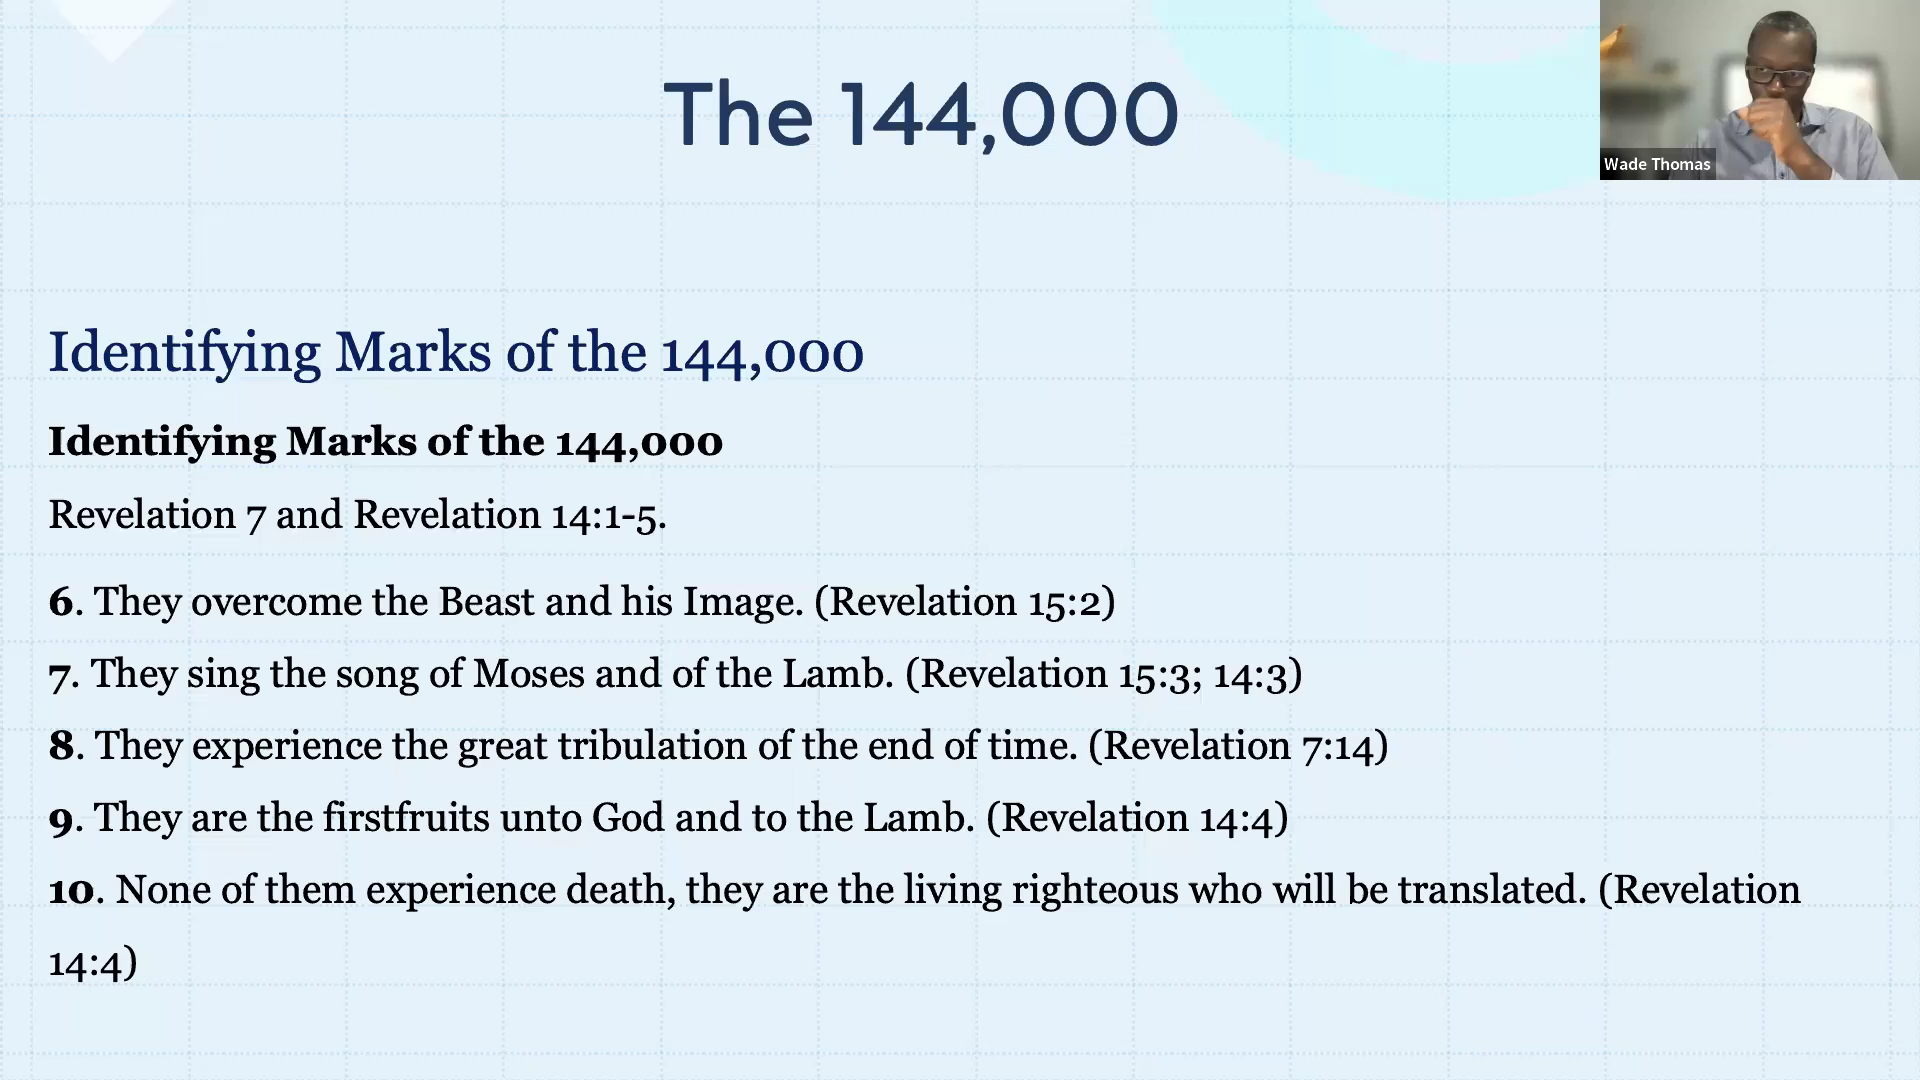 The 144,000
Wade Thomas
Identifying Marks of the 144,000
Identifying Marks of the 144,000
Revelation 7 and Revelation 14:1-5.
6. They overcome the Beast and his Image. (Revelation 15:2)
7. They sing the song of Moses and of the Lamb. (Revelation 15:3; 14:3)
8. They experience the great tribulation of the end of time. (Revelation 7:14)
9. They are the firstfruits unto God and to the Lamb. (Revelation 14:4)
10. None of them experience death, they are the living righteous who will be translated. (Revelation
14:4)